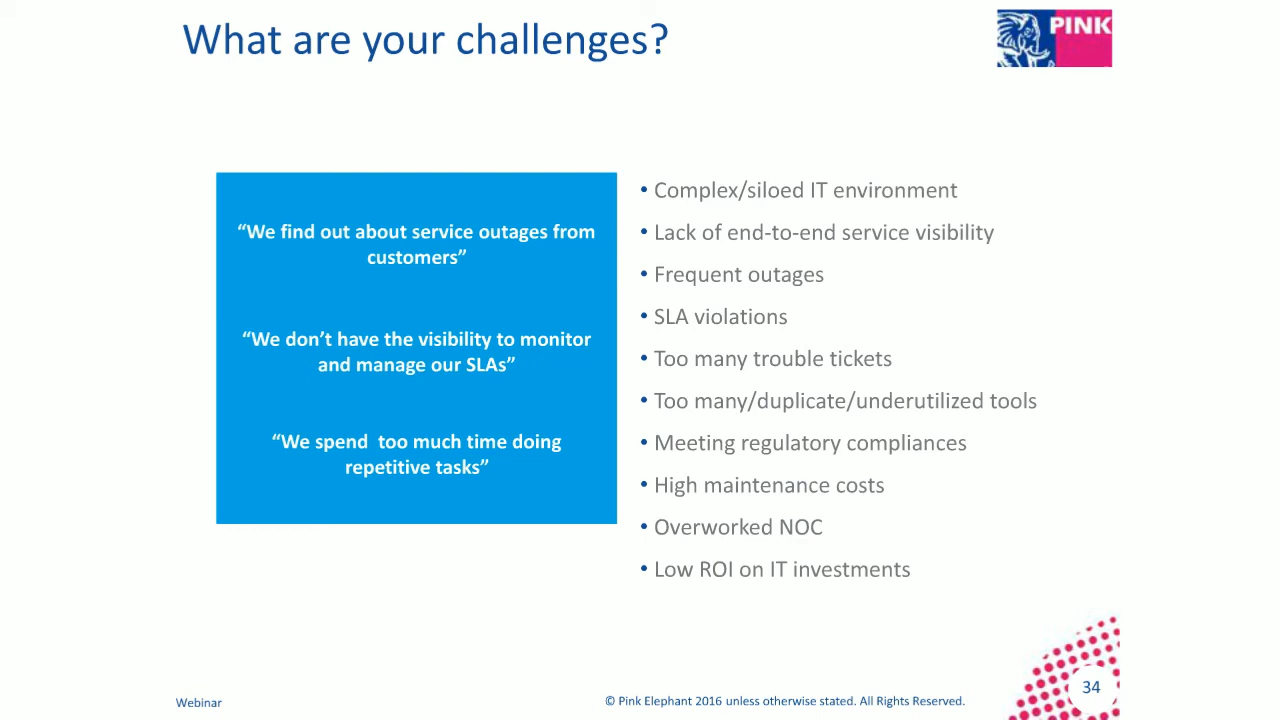 What are your challenges?
PINK
“We find out about service outages from
customers”
“We don’t have the visibility to monitor
and manage our SLAs”
“We spend  too much time doing
repetitive tasks”
• Complex/siloed IT environment
• Lack of end-to-end service visibility
• Frequent outages
• SLA violations
• Too many trouble tickets
• Too many/duplicate/underutilized tools
• Meeting regulatory compliances
• High maintenance costs
• Overworked NOC
• Low ROI on IT investments
Webinar
© Pink Elephant 2016 unless otherwise stated. All Rights Reserved.
34